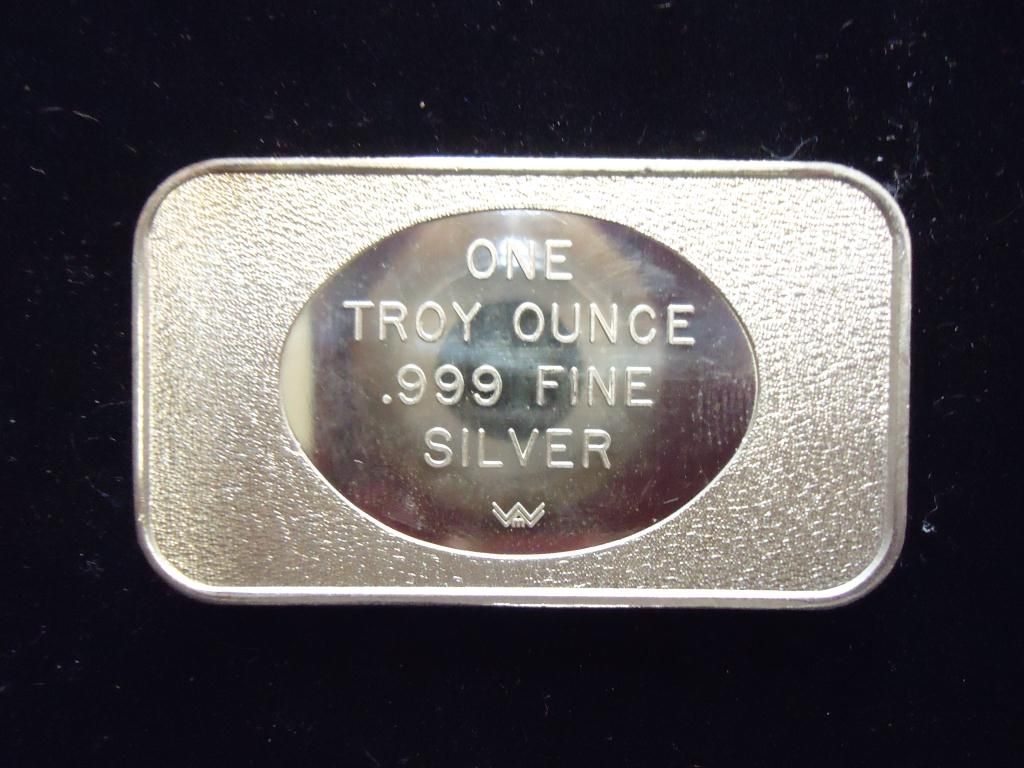 ONE
TROY OUNCE
.999 FINE
SILVER